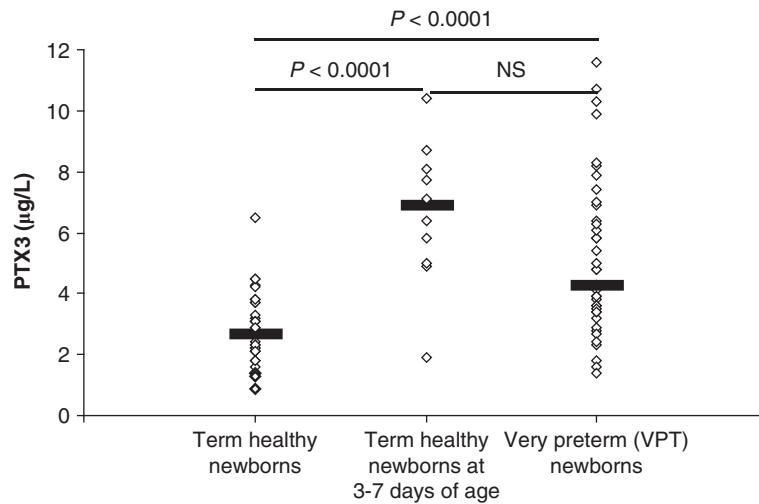 P < 0.0001
P < 0.0001
NS
12
10
8
6
4
2
0
PTX3 (μg/L)
Term healthy
newborns
Term healthy
newborns at
3-7 days of age
Very preterm (VPT)
newborns